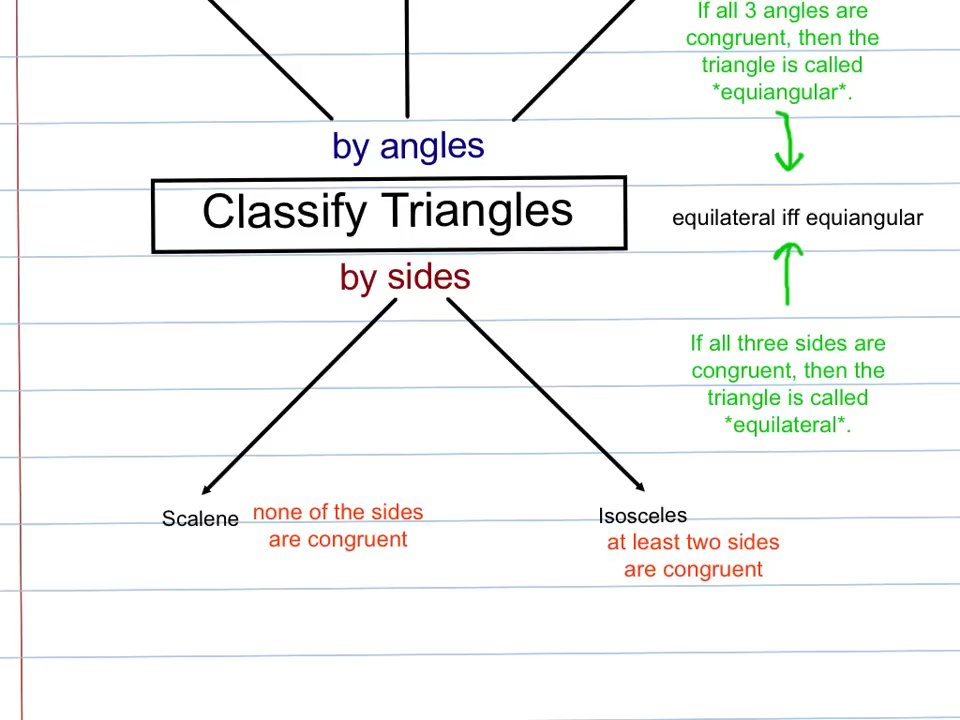 If all 3 angles are
congruent, then the
triangle is called
*equiangular*.
by angles
Classify Triangles
equilateral iff equiangular
by sides
If all three sides are
congruent, then the
triangle is called
*equilateral*.
Scalene
none of the sides
are congruent
Isosceles
at least two sides
are congruent